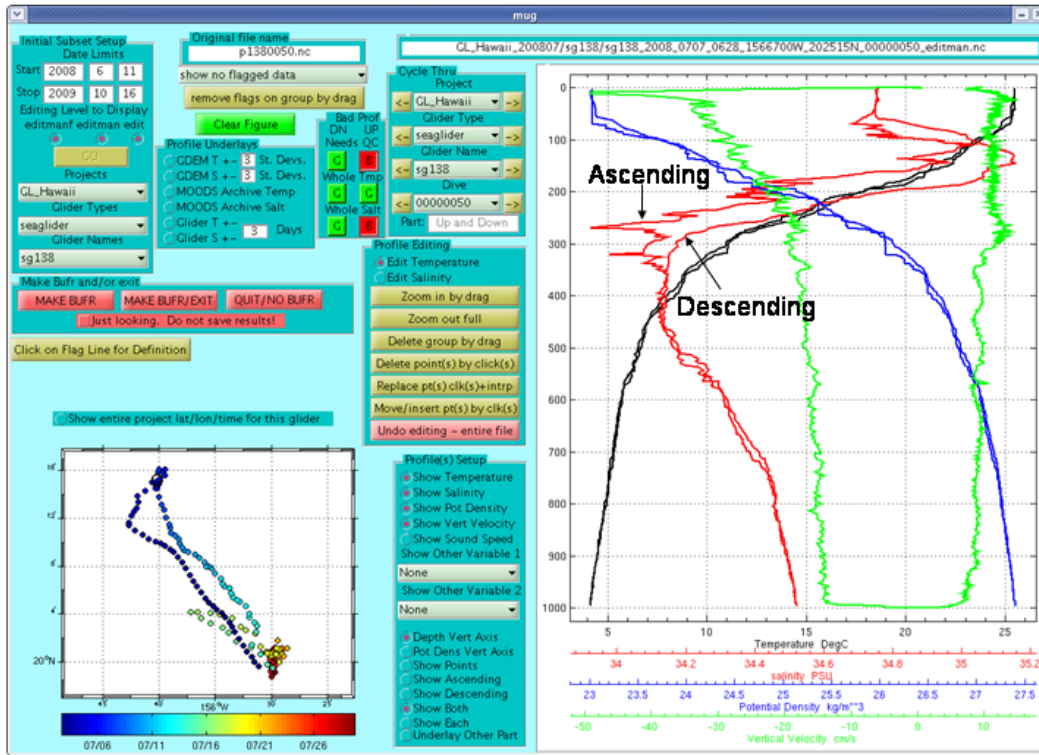 mug
Initial Subset Setup
Date Limits
Start 2008 6 11
Stop 2009 10 16
Editing Level to Display
editmanf editman edit
GO
Projects
GL_Hawaii
Glider Types
seaglider
Glider Names
sg138
Original file name
p1380050.nc
show no flagged data
remove flags on group by drag
Clear Figure
Profile Underlays
GDEM T +- 3 St. Devs.
GDEM S +- 3 St. Devs.
MOODS Archive Temp
MOODS Archive Salt
Glider T +-
Glider S +- 3 Days
Bad Prof
DN UP
Needs QC
G B
Whole Tmp
G G
Whole Salt
G B
GL_Hawaii_200807/sg138/sg138_2008_0707_0628_1566700W_202515N_00000050_editman.nc
Cycle Thru
Project
<- GL_Hawaii ->
Glider Type
<- seaglider ->
Glider Name
<- sg138 ->
Dive
<- 00000050 ->
Part: Up and Down
Make Bufr and/or exit
MAKE BUFR MAKE BUFR/EXIT QUIT/NO BUFR
Just looking. Do not save results!
Click on Flag Line for Definition
Profile Editing
Edit Temperature
Edit Salinity
Zoom in by drag
Zoom out full
Delete group by drag
Delete point(s) by click(s)
Replace pt(s) clk(s)+intrp
Move/insert pt(s) by clk(s)
Undo editing - entire file
Show entire project lat/lon/time for this glider
16'
12'
8'
4'
20°N
45' 40' 35' 156°W 30' 25'
07/06 07/11 07/16 07/21 07/26
Profile(s) Setup
Show Temperature
Show Salinity
Show Pot Density
Show Vert Velocity
Show Sound Speed
Show Other Variable 1
None
Show Other Variable 2
None
Depth Vert Axis
Pot Dens Vert Axis
Show Points
Show Ascending
Show Descending
Show Both
Show Each
Underlay Other Part
0
100
200
300
400
500
600
700
800
900
1000
Ascending
Descending
5 10 15 20 25
Temperature DegC
34 34.2 34.4 34.6 34.8 35 35.2
salinity PSU
23 23.5 24 24.5 25 25.5 26 26.5 27 27.5
Potential Density kg/m**3
-50 -40 -30 -20 -10 0 10
Vertical Velocity cm/s